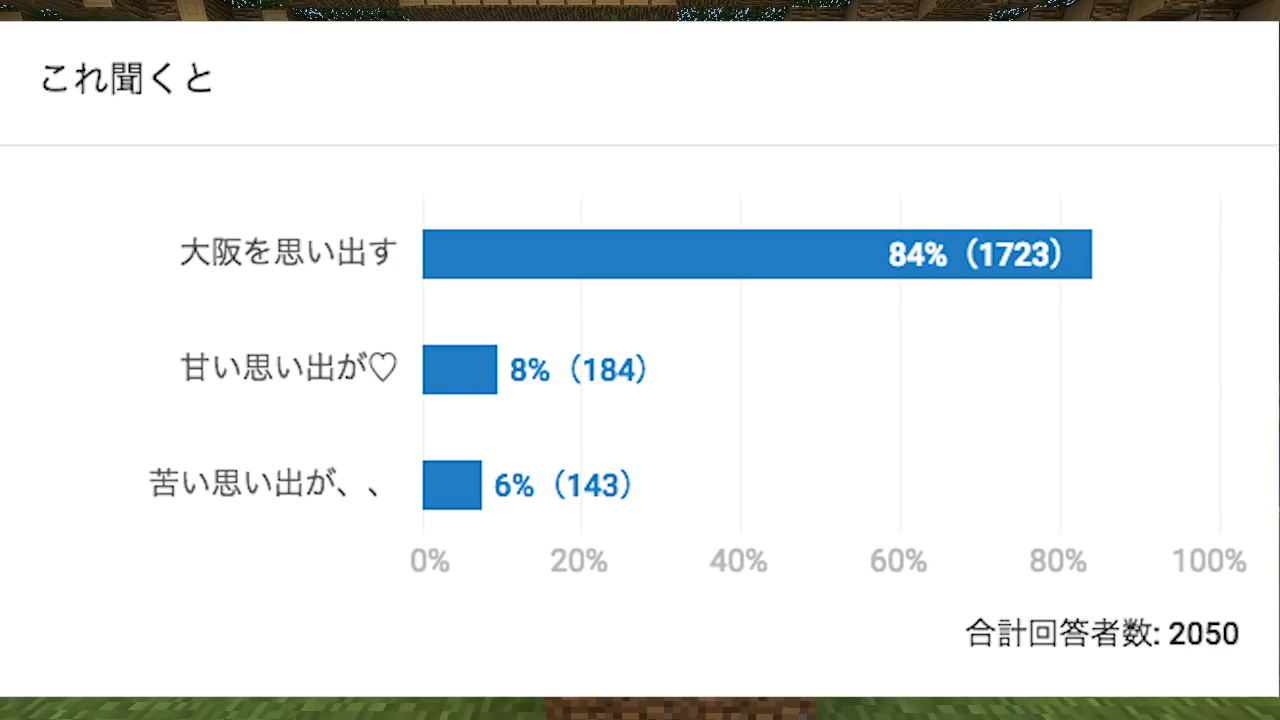 これ聞くと
大阪を思い出す 84%（1723）
甘い思い出が♡ 8%（184）
苦い思い出が、、 6%（143）
0% 20% 40% 60% 80% 100%
合計回答者数: 2050